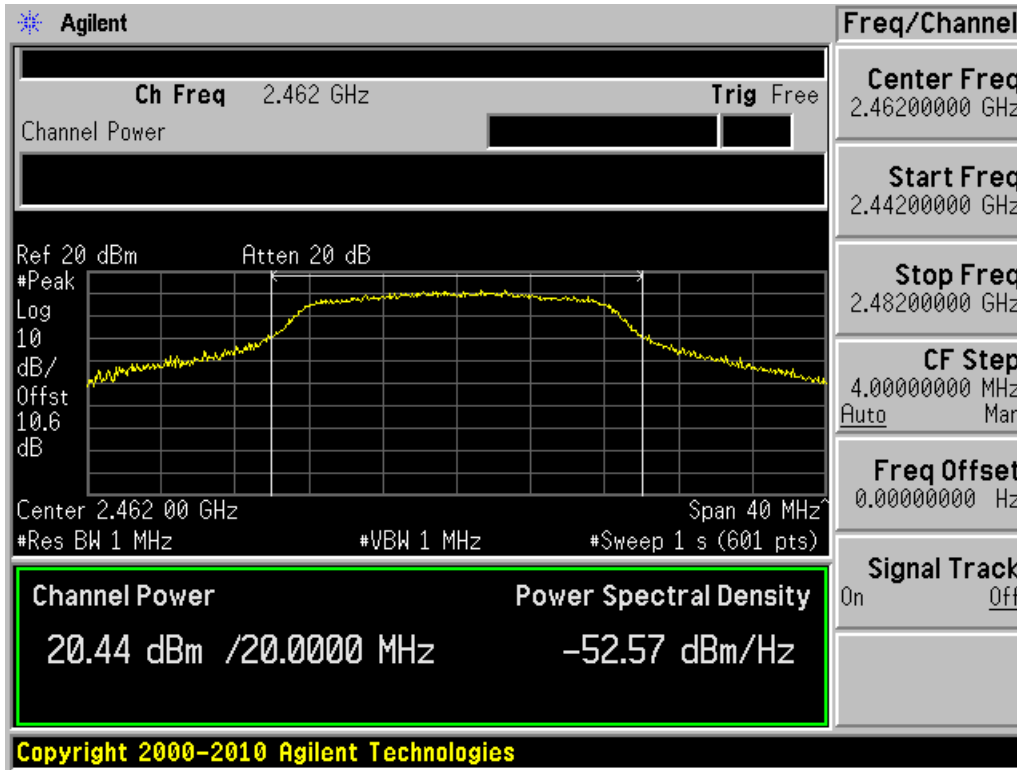 Agilent
Freq/Channel
Ch Freq 2.462 GHz Trig Free
Channel Power
Center Freq
2.46200000 GHz
Start Freq
2.44200000 GHz
Stop Freq
2.48200000 GHz
CF Step
4.00000000 MHz
Auto Man
Freq Offset
0.00000000 Hz
Signal Track
On Off
Ref 20 dBm Atten 20 dB
#Peak
Log
10
dB/
Offst
10.6
dB
Center 2.462 00 GHz Span 40 MHz^
#Res BW 1 MHz #VBW 1 MHz #Sweep 1 s (601 pts)
Channel Power Power Spectral Density
20.44 dBm /20.0000 MHz -52.57 dBm/Hz
Copyright 2000-2010 Agilent Technologies